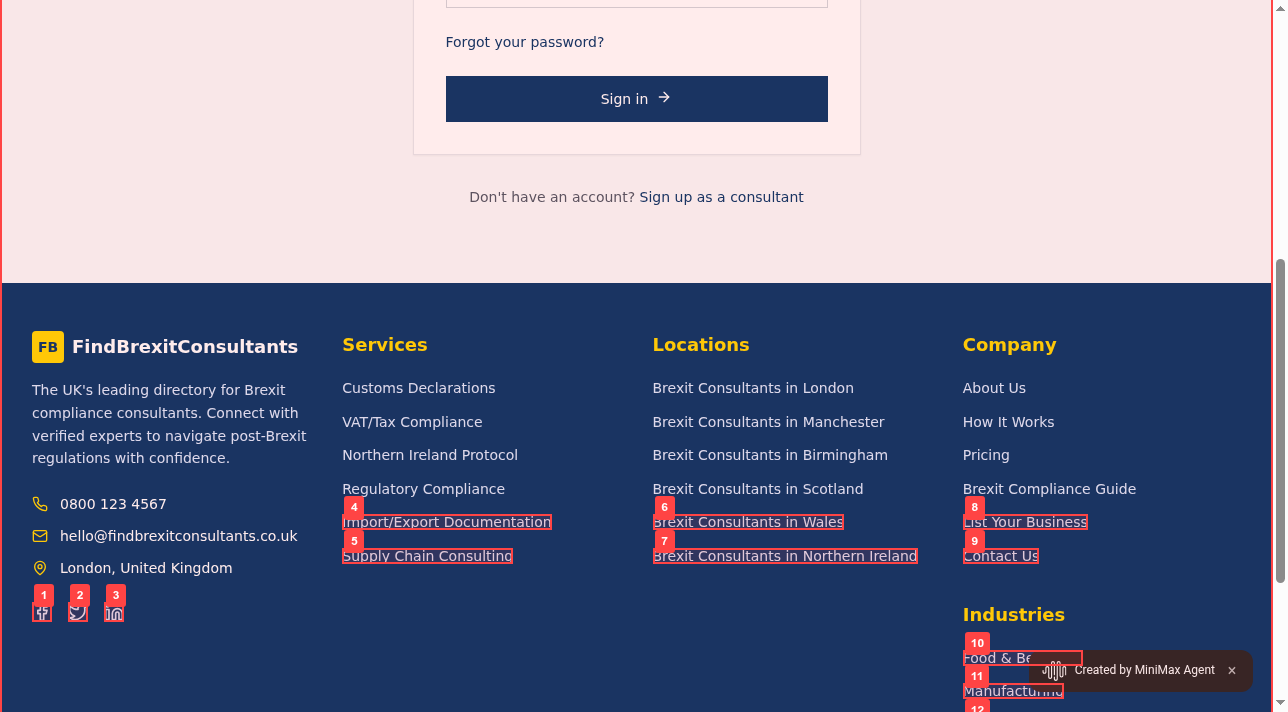 Forgot your password?
Sign in
Don't have an account? Sign up as a consultant
FB FindBrexitConsultants
The UK's leading directory for Brexit
compliance consultants. Connect with
verified experts to navigate post-Brexit
regulations with confidence.
0800 123 4567
hello@findbrexitconsultants.co.uk
London, United Kingdom
1 2 3
Services
Customs Declarations
VAT/Tax Compliance
Northern Ireland Protocol
Regulatory Compliance
4
Import/Export Documentation
5
Supply Chain Consulting
Locations
Brexit Consultants in London
Brexit Consultants in Manchester
Brexit Consultants in Birmingham
Brexit Consultants in Scotland
6
Brexit Consultants in Wales
7
Brexit Consultants in Northern Ireland
Company
About Us
How It Works
Pricing
Brexit Compliance Guide
8
List Your Business
9
Contact Us
Industries
10
Food &
11
Manufacturing
12
Created by MiniMax Agent ×